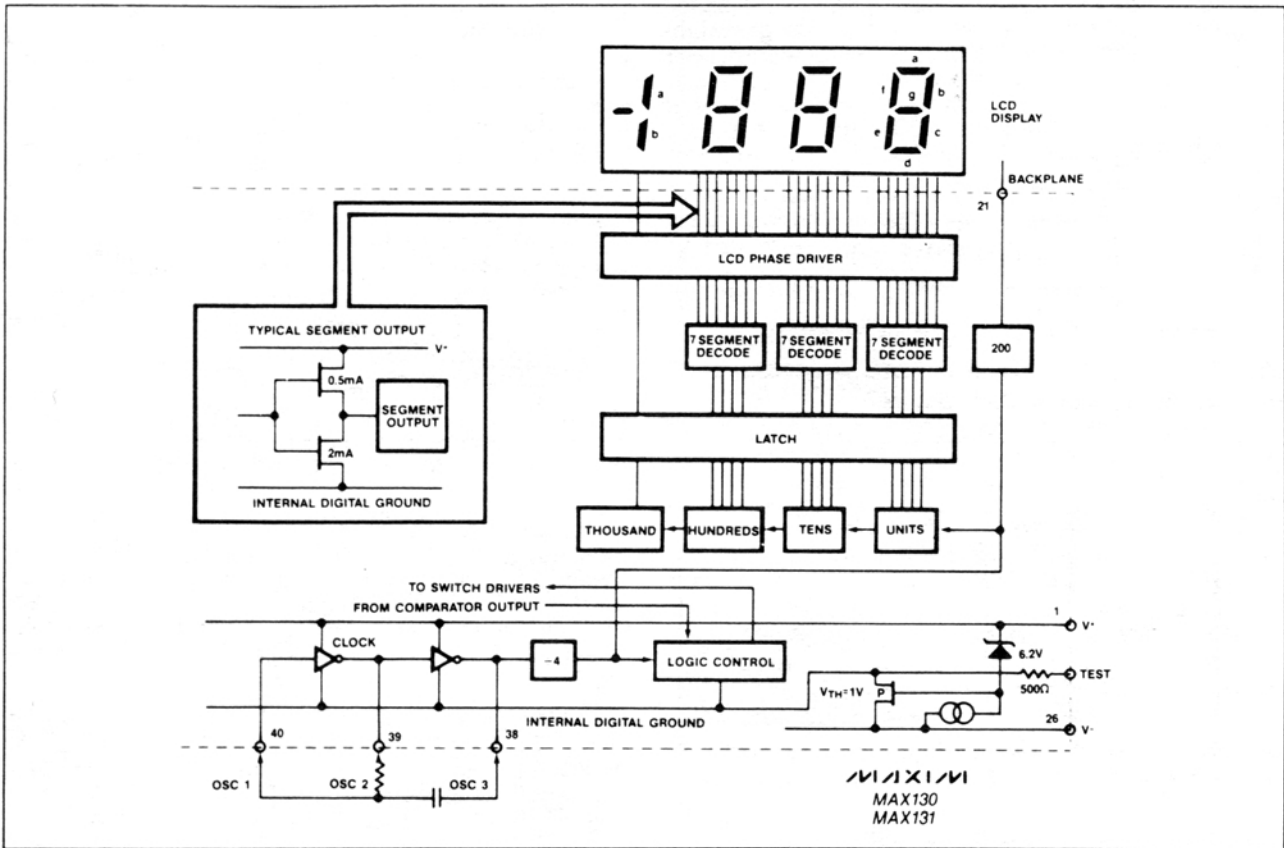 a
f
g
b
e
c
d
a
b
LCD
DISPLAY
BACKPLANE
21
LCD PHASE DRIVER
TYPICAL SEGMENT OUTPUT
V+
0.5mA
SEGMENT
OUTPUT
2mA
INTERNAL DIGITAL GROUND
7 SEGMENT
DECODE
7 SEGMENT
DECODE
7 SEGMENT
DECODE
200
LATCH
THOUSAND
HUNDREDS
TENS
UNITS
TO SWITCH DRIVERS
FROM COMPARATOR OUTPUT
CLOCK
-4
LOGIC CONTROL
1
V+
6.2V
TEST
500Ω
VTH=1V
P
INTERNAL DIGITAL GROUND
26
V-
40
39
38
OSC 1
OSC 2
OSC 3
MAXIM
MAX130
MAX131